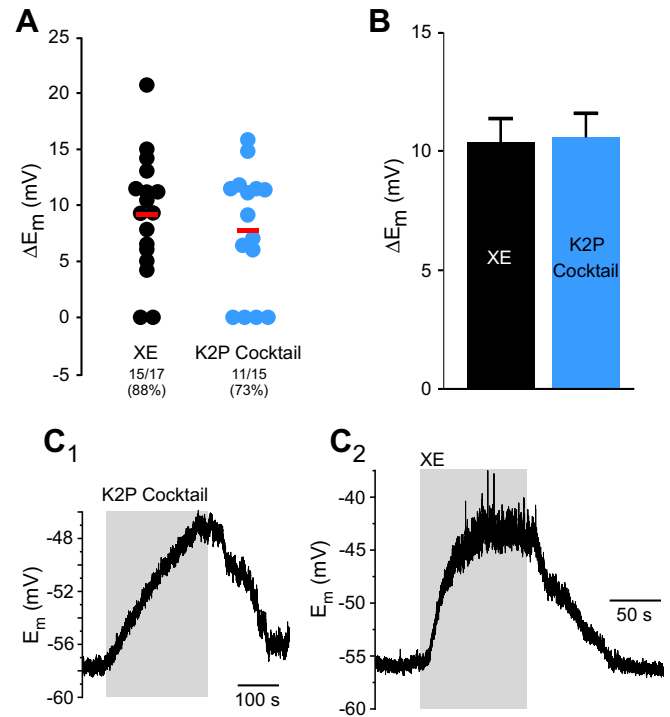 A
ΔEm (mV)
25
20
15
10
5
0
-5
XE
15/17
(88%)
K2P Cocktail
11/15
(73%)
B
ΔEm (mV)
15
10
5
0
XE
K2P
Cocktail
C1
K2P Cocktail
Em (mV)
-48
-52
-56
-60
100 s
C2
XE
Em (mV)
-40
-45
-50
-55
-60
50 s